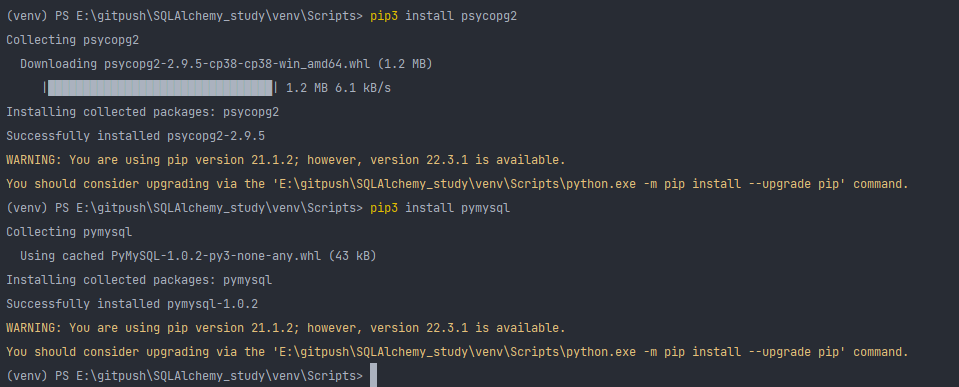 (venv) PS E:\gitpush\SQLAlchemy_study\venv\Scripts> pip3 install psycopg2
Collecting psycopg2
  Downloading psycopg2-2.9.5-cp38-cp38-win_amd64.whl (1.2 MB)
     |████████████████████████████████| 1.2 MB 6.1 kB/s
Installing collected packages: psycopg2
Successfully installed psycopg2-2.9.5
WARNING: You are using pip version 21.1.2; however, version 22.3.1 is available.
You should consider upgrading via the 'E:\gitpush\SQLAlchemy_study\venv\Scripts\python.exe -m pip install --upgrade pip' command.
(venv) PS E:\gitpush\SQLAlchemy_study\venv\Scripts> pip3 install pymysql
Collecting pymysql
  Using cached PyMySQL-1.0.2-py3-none-any.whl (43 kB)
Installing collected packages: pymysql
Successfully installed pymysql-1.0.2
WARNING: You are using pip version 21.1.2; however, version 22.3.1 is available.
You should consider upgrading via the 'E:\gitpush\SQLAlchemy_study\venv\Scripts\python.exe -m pip install --upgrade pip' command.
(venv) PS E:\gitpush\SQLAlchemy_study\venv\Scripts>